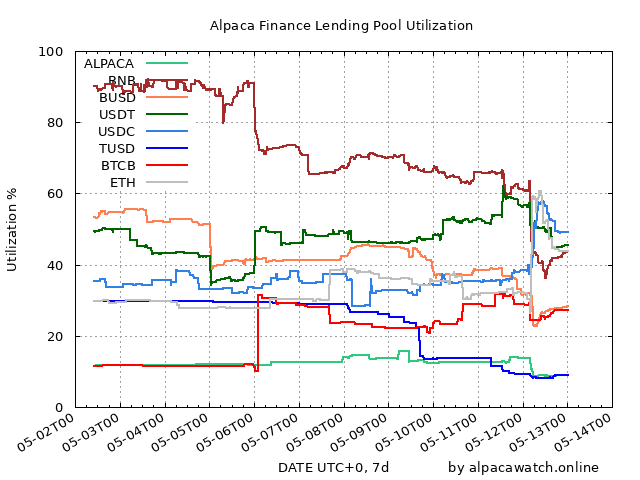 Alpaca Finance Lending Pool Utilization
100
80
60
40
20
0
Utilization %
ALPACA
BNB
BUSD
USDT
USDC
TUSD
BTCB
ETH
05-02T00
05-03T00
05-04T00
05-05T00
05-06T00
05-07T00
05-08T00
05-09T00
05-10T00
05-11T00
05-12T00
05-13T00
05-14T00
DATE UTC+0, 7d
by alpacawatch.online